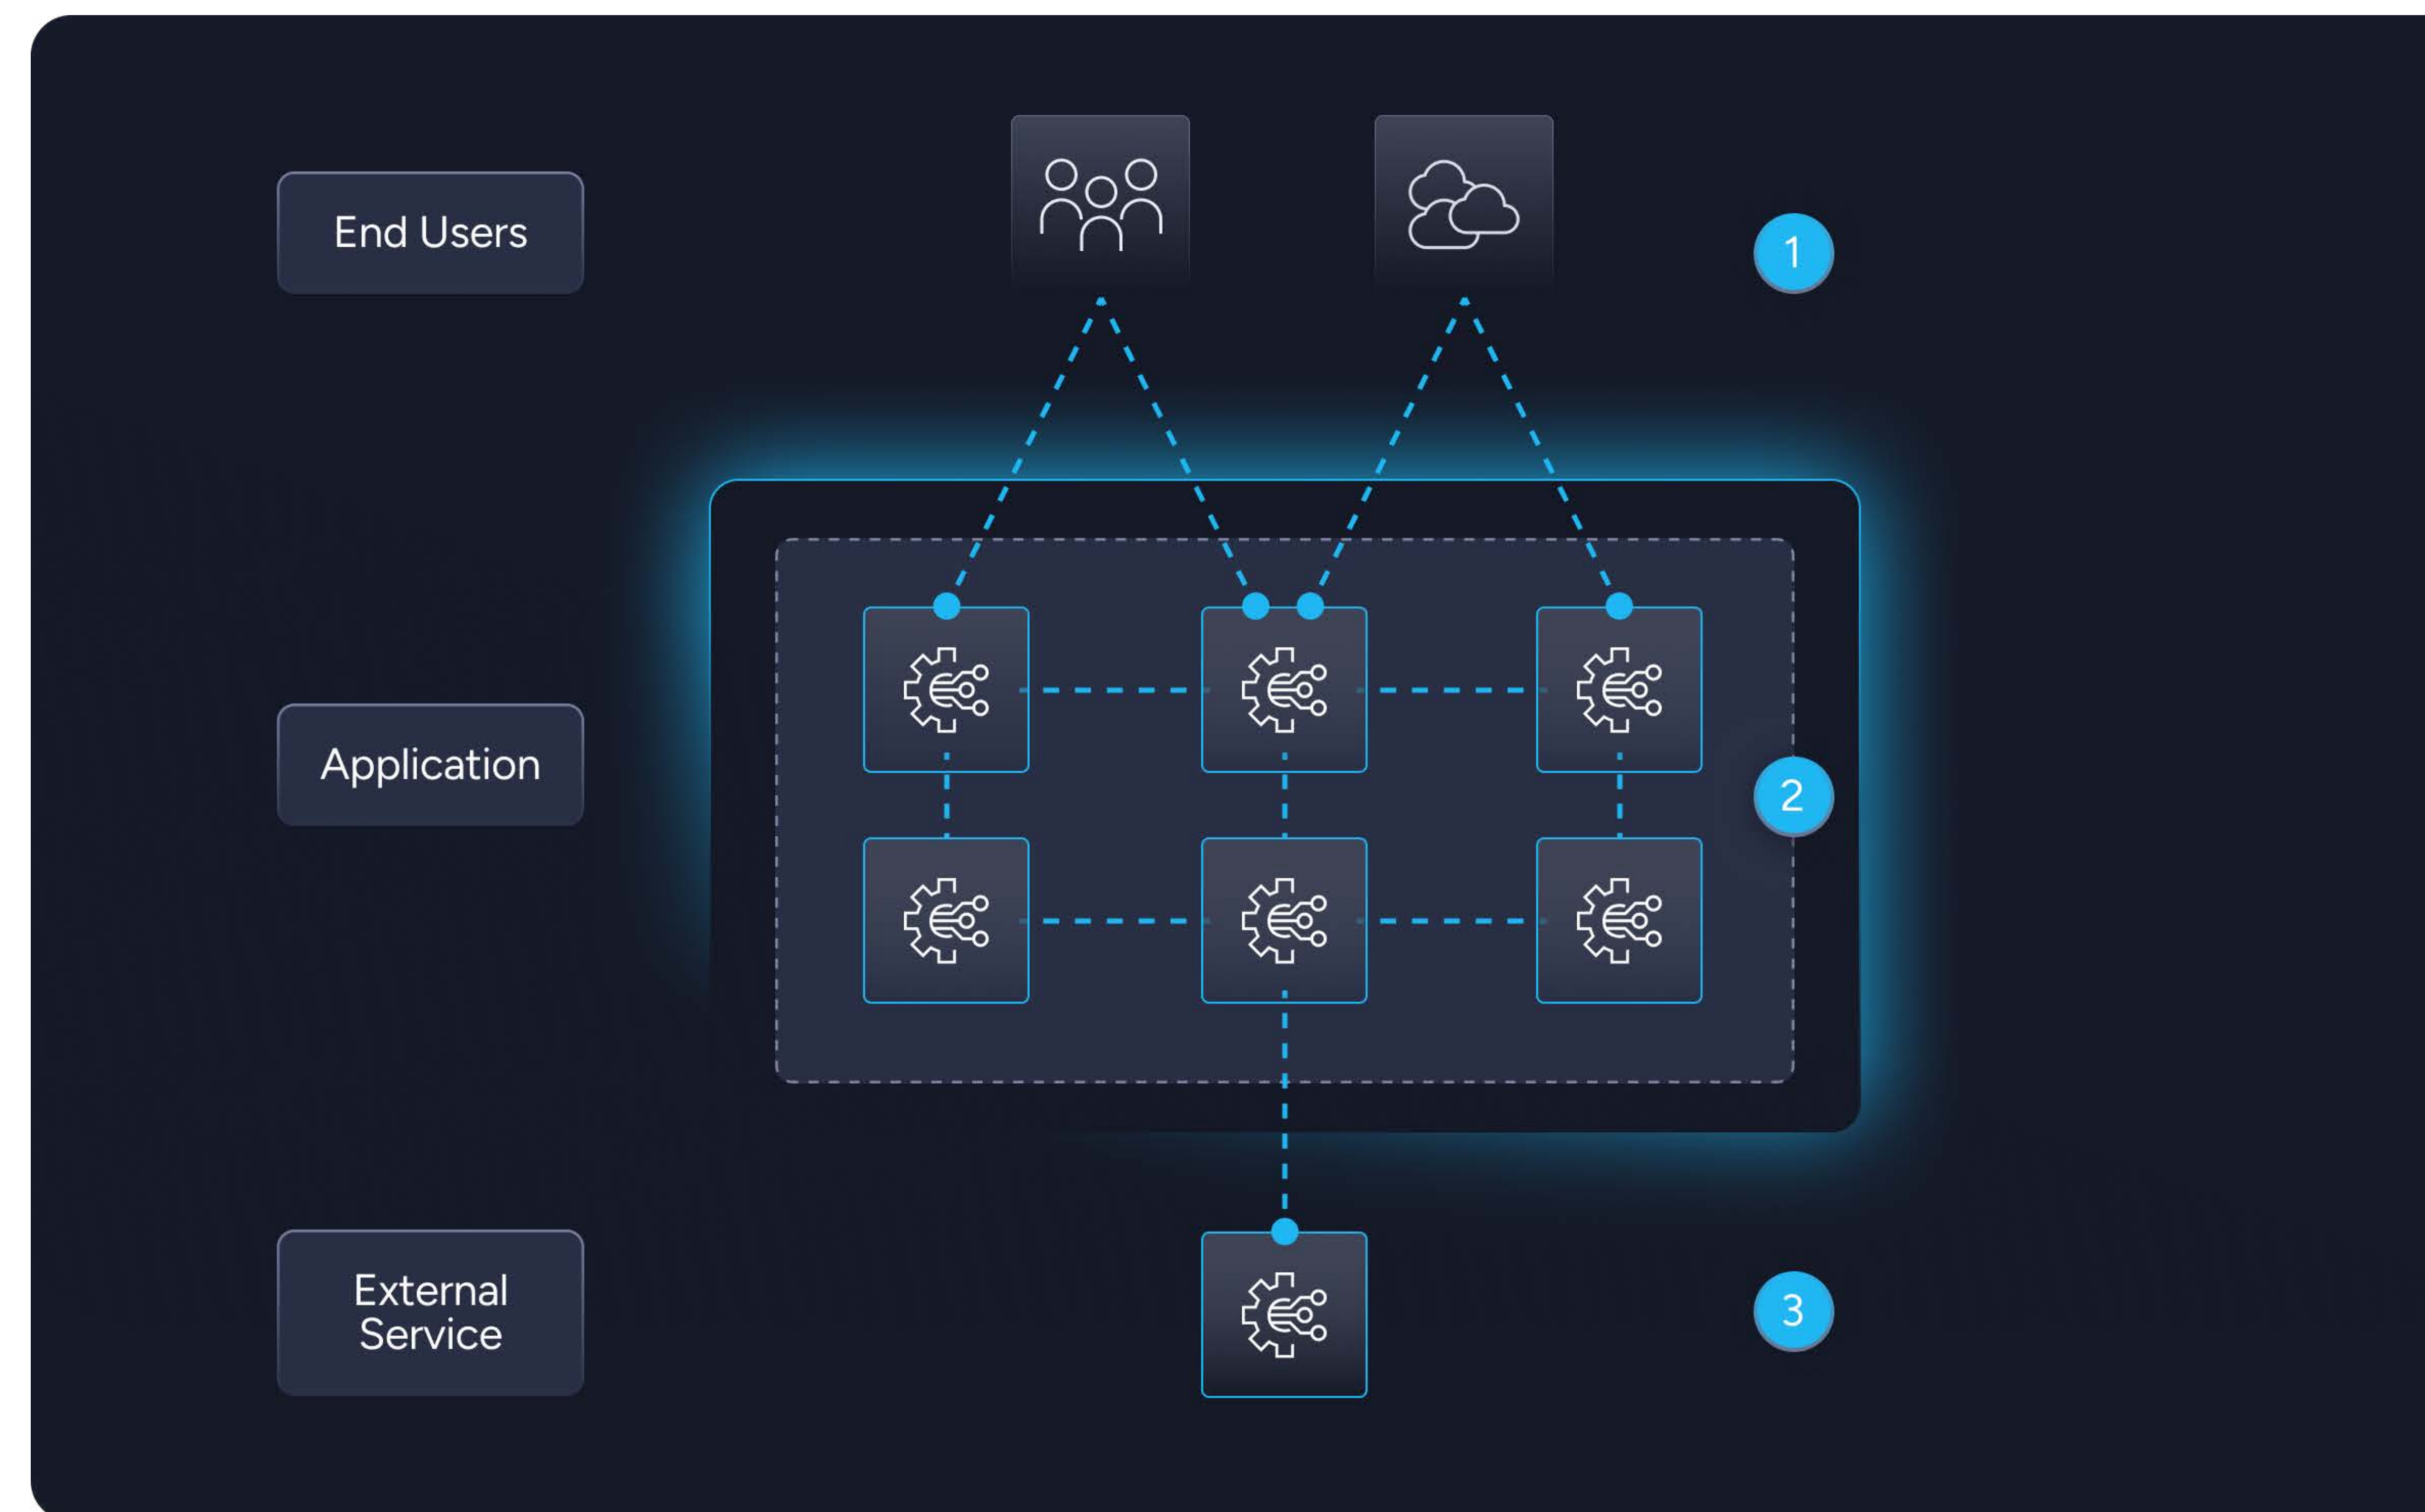 End Users
1
Application
2
External
Service
3